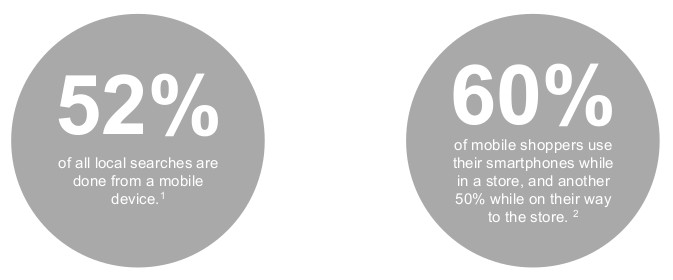 52%
of all local searches are
done from a mobile
device.1
60%
of mobile shoppers use
their smartphones while
in a store, and another
50% while on their way
to the store. 2